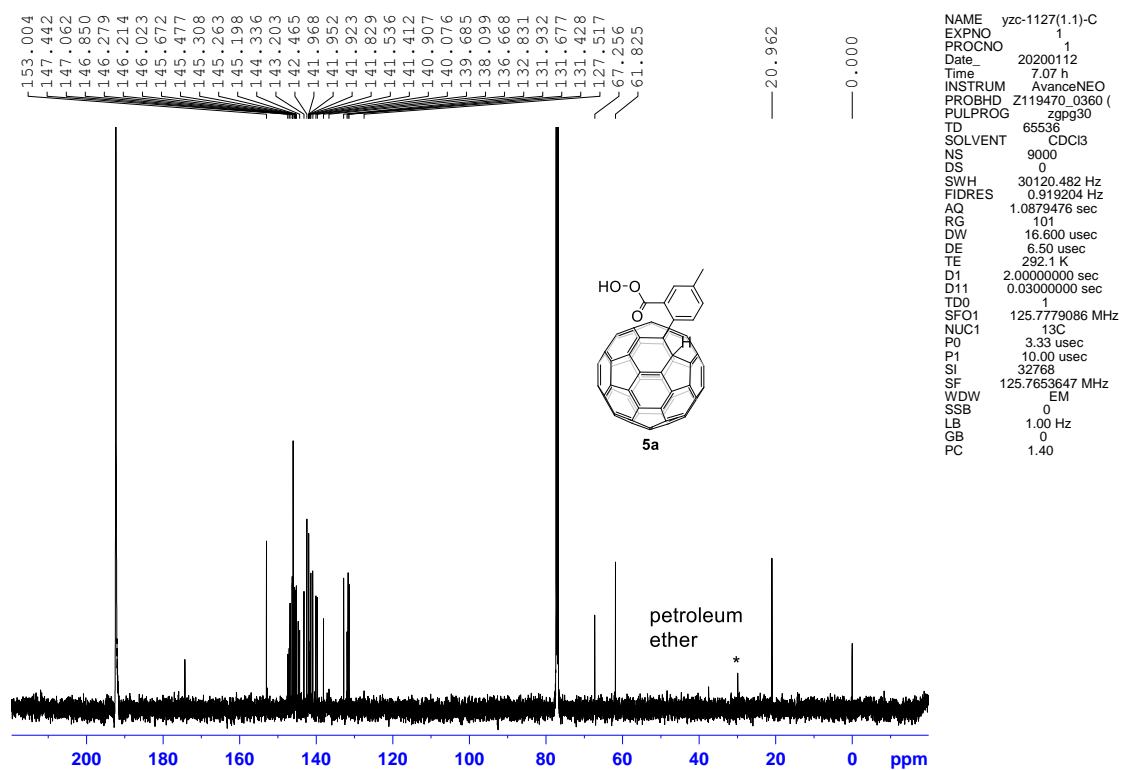 153.004
147.442
147.062
146.850
146.279
146.214
146.023
145.672
145.477
145.308
145.263
145.198
144.336
143.203
142.465
141.968
141.952
141.923
141.829
141.536
141.412
140.907
140.076
139.685
138.099
136.668
132.831
131.932
131.677
131.428
127.517
67.256
61.825
20.962
0.000
NAME yzc-1127(1.1)-C
EXPNO 1
PROCNO 1
Date_ 20200112
Time 7.07 h
INSTRUM AvanceNEO
PROBHD Z119470_0360 (
PULPROG zgpg30
TD 65536
SOLVENT CDCl3
NS 9000
DS 0
SWH 30120.482 Hz
FIDRES 0.919204 Hz
AQ 1.0879476 sec
RG 101
DW 16.600 usec
DE 6.50 usec
TE 292.1 K
D1 2.00000000 sec
D11 0.03000000 sec
TD0 1
SFO1 125.7779086 MHz
NUC1 13C
P0 3.33 usec
P1 10.00 usec
SI 32768
SF 125.7653647 MHz
WDW EM
SSB 0
LB 1.00 Hz
GB 0
PC 1.40
HO-O
O
H
5a
petroleum
ether
*
200 180 160 140 120 100 80 60 40 20 0 ppm